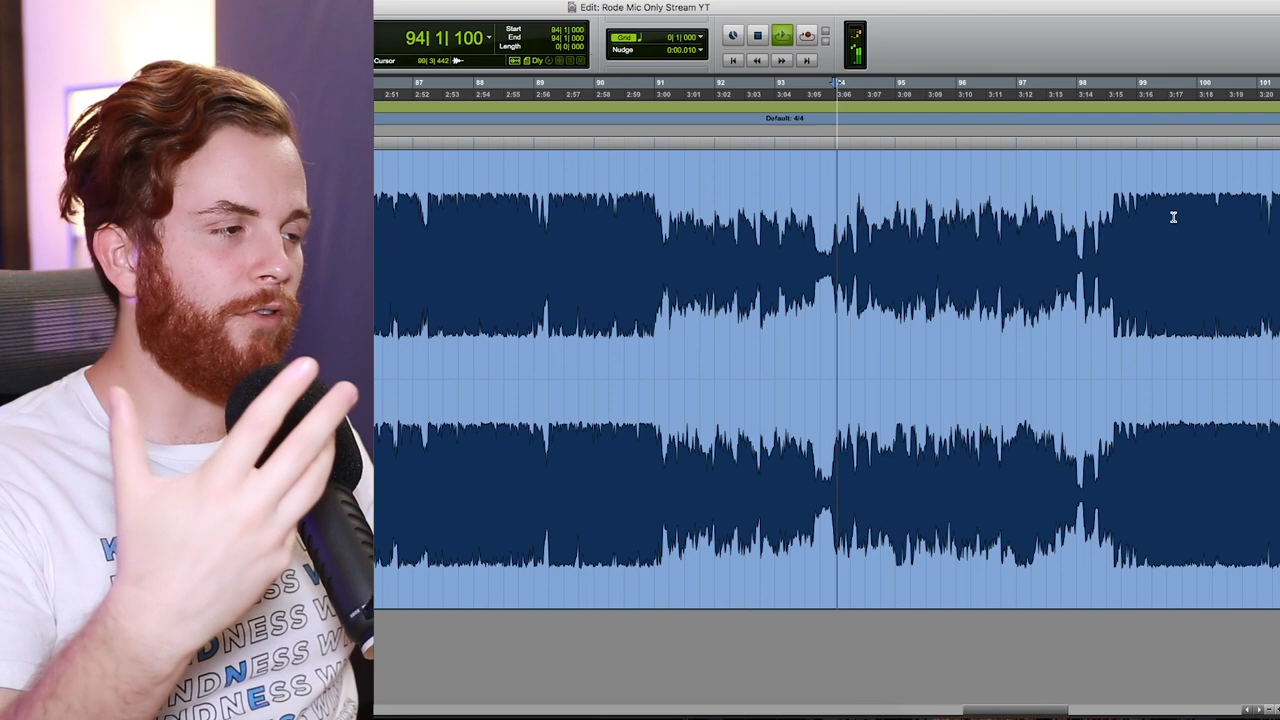 Edit: Rode Mic Only Stream YT
94| 1| 100
Start 94| 1| 000
End 94| 1| 000
Length 0| 0| 000
Cursor 99| 3| 442
Dly
Grid 0| 1| 000
Nudge 0:00.010
87 88 89 90 91 92 93 94 95 96 97 98 99 100 101
2:51 2:52 2:53 2:55 2:56 2:57 2:58 2:59 3:00 3:01 3:02 3:03 3:04 3:05 3:06 3:07 3:08 3:09 3:10 3:11 3:12 3:13 3:14 3:15 3:16 3:17 3:18 3:19 3:20
Default: 4/4
NDNESS
KINDNESS